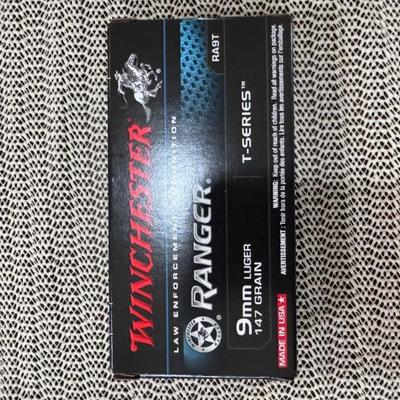 WINCHESTER
LAW ENFORCEMENT AMMUNITION
RANGER.
RA9T
T-SERIES™
9mm LUGER
147 GRAIN
WARNING: Keep out of reach of children. Read all warnings on package.
AVERTISSEMENT : Tenir hors de la portée des enfants. Lire tous les avertissements sur l'emballage.
MADE IN USA